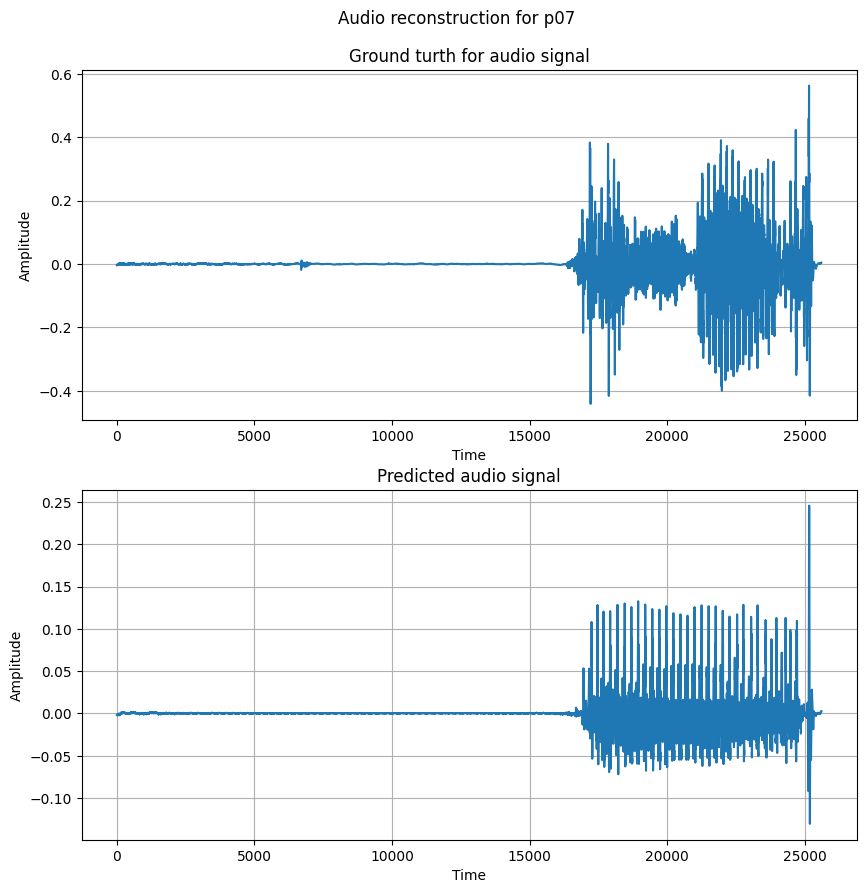 Audio reconstruction for p07
Ground turth for audio signal
0.6
0.4
0.2
0.0
−0.2
−0.4
Amplitude
0 5000 10000 15000 20000 25000
Time
Predicted audio signal
0.25
0.20
0.15
0.10
0.05
0.00
−0.05
−0.10
Amplitude
0 5000 10000 15000 20000 25000
Time